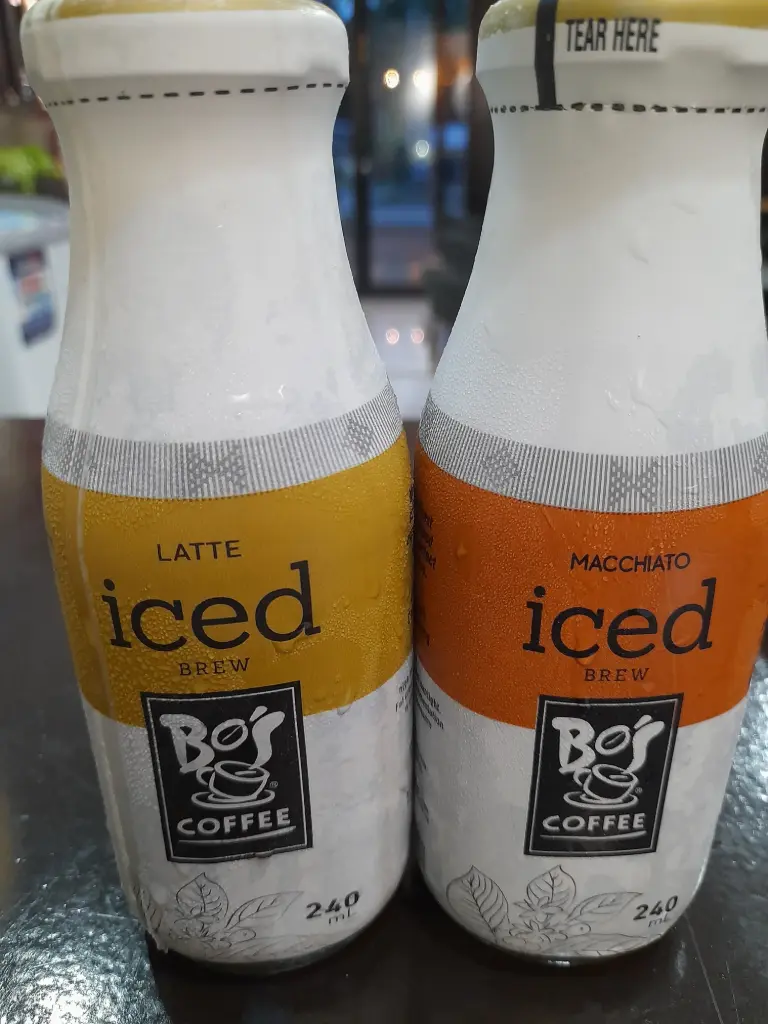 LATTE
iced
BREW
BO'S
®
COFFEE
240
mL
TEAR HERE
MACCHIATO
iced
BREW
BO'S
®
COFFEE
240
mL